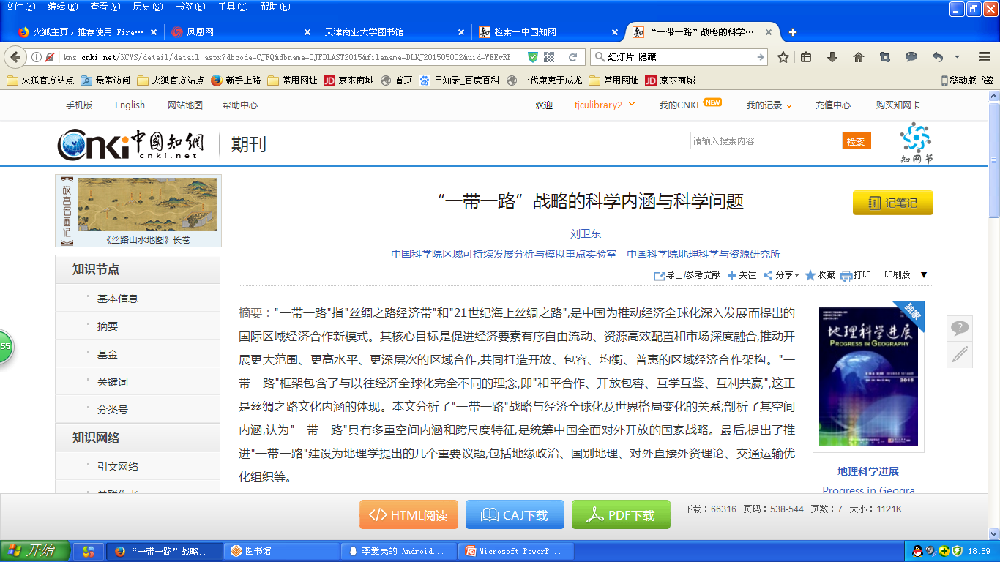 文件(F) 编辑(E) 查看(V) 历史(S) 书签(B) 工具(T) 帮助(H)
火狐主页，推荐使用 Fire… 凤凰网 天津商业大学图书馆 检索—中国知网 “一带一路”战略的科学…
kns.cnki.net/KCMS/detail/detail.aspx?dbcode=CJFQ&dbname=CJFDLAST2015&filename=DLKJ201505002&uid=WEEvRI 幻灯片 隐藏
火狐官方站点 最常访问 火狐官方站点 新手上路 常用网址 JD 京东商城 首页 日知录_百度百科 一代廉吏于成龙 常用网址 JD 京东商城 移动版书签
手机版 English 网站地图 帮助中心 欢迎 tjculibrary2 我的CNKI NEW 我的记录 充值中心 购买知网卡
Cnki中国知网 cnki.net 期刊 请输入搜索内容 检索 知网节
故宫名画记
《丝路山水地图》长卷
“一带一路”战略的科学内涵与科学问题
记笔记
刘卫东
中国科学院区域可持续发展分析与模拟重点实验室 中国科学院地理科学与资源研究所
导出/参考文献 关注 分享 收藏 打印 印刷版
知识节点
基本信息
摘要
基金
关键词
分类号
知识网络
引文网络
摘要："一带一路"指"丝绸之路经济带"和"21世纪海上丝绸之路",是中国为推动经济全球化深入发展而提出的
国际区域经济合作新模式。其核心目标是促进经济要素有序自由流动、资源高效配置和市场深度融合,推动开
展更大范围、更高水平、更深层次的区域合作,共同打造开放、包容、均衡、普惠的区域经济合作架构。"一
带一路"框架包含了与以往经济全球化完全不同的理念,即"和平合作、开放包容、互学互鉴、互利共赢",这正
是丝绸之路文化内涵的体现。本文分析了"一带一路"战略与经济全球化及世界格局变化的关系;剖析了其空间
内涵,认为"一带一路"具有多重空间内涵和跨尺度特征,是统筹中国全面对外开放的国家战略。最后,提出了推
进"一带一路"建设为地理学提出的几个重要议题,包括地缘政治、国别地理、对外直接外资理论、交通运输优
化组织等。
独家
地理科学进展
PROGRESS IN GEOGRAPHY
2015
地理科学进展
Progress in Geogra
55
HTML阅读 CAJ下载 PDF下载 下载：66316 页码：538-544 页数：7 大小：1121K
开始 “一带一路”战略... 图书馆 李爱民的 Android... Microsoft PowerP... 18:59